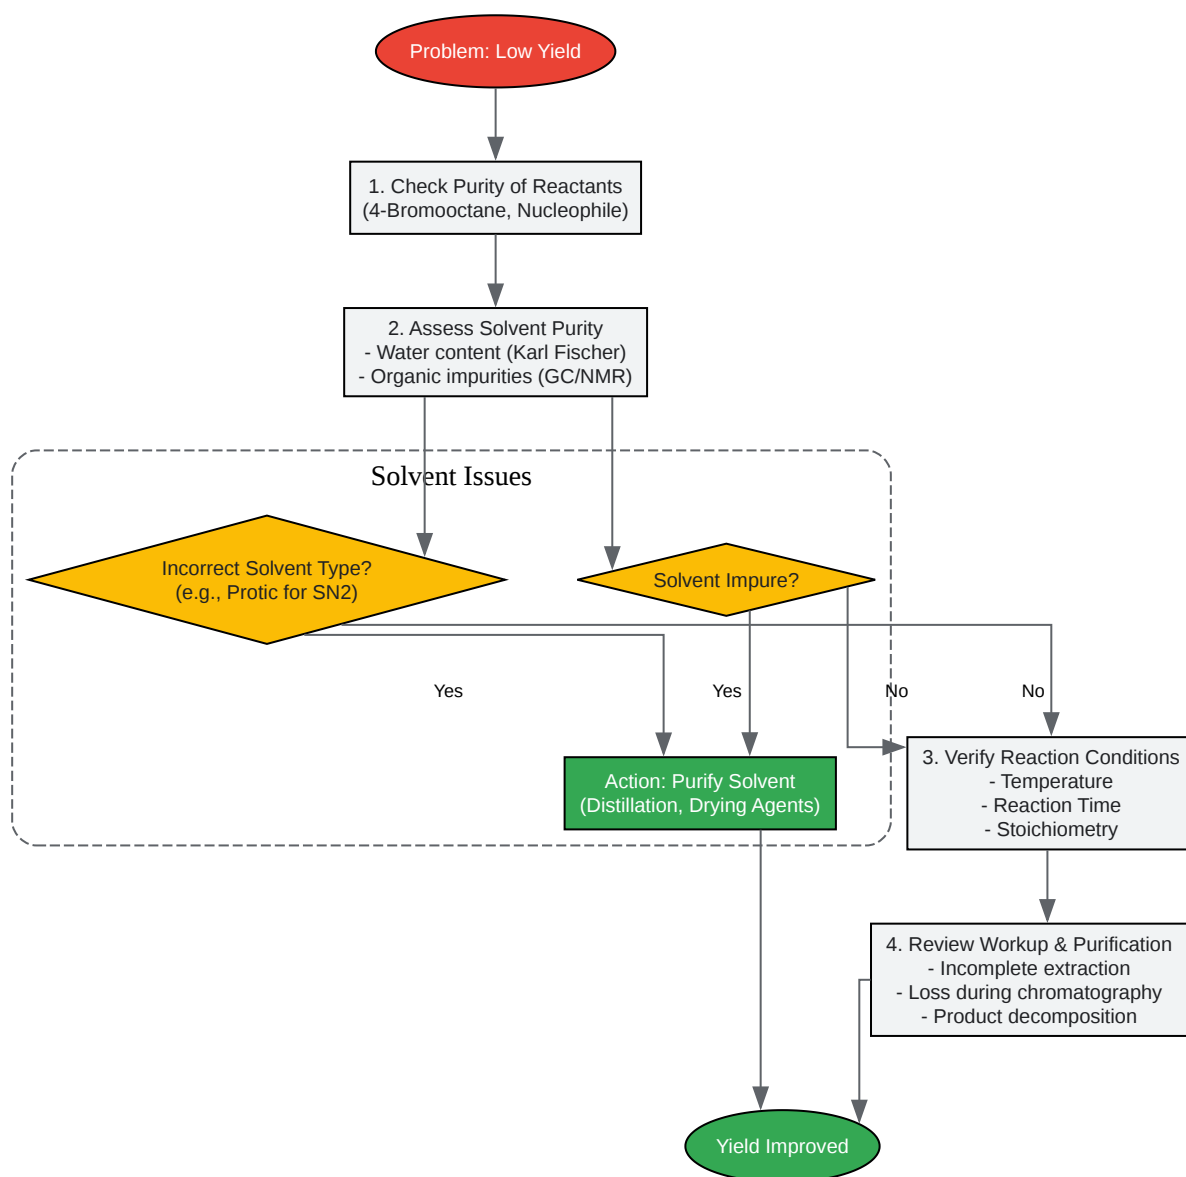 Problem: Low Yield
1. Check Purity of Reactants
(4-Bromooctane, Nucleophile)
2. Assess Solvent Purity
- Water content (Karl Fischer)
- Organic impurities (GC/NMR)
Solvent Issues
Incorrect Solvent Type?
(e.g., Protic for SN2)
Solvent Impure?
Yes
Yes
No
No
Action: Purify Solvent
(Distillation, Drying Agents)
3. Verify Reaction Conditions
- Temperature
- Reaction Time
- Stoichiometry
4. Review Workup & Purification
- Incomplete extraction
- Loss during chromatography
- Product decomposition
Yield Improved